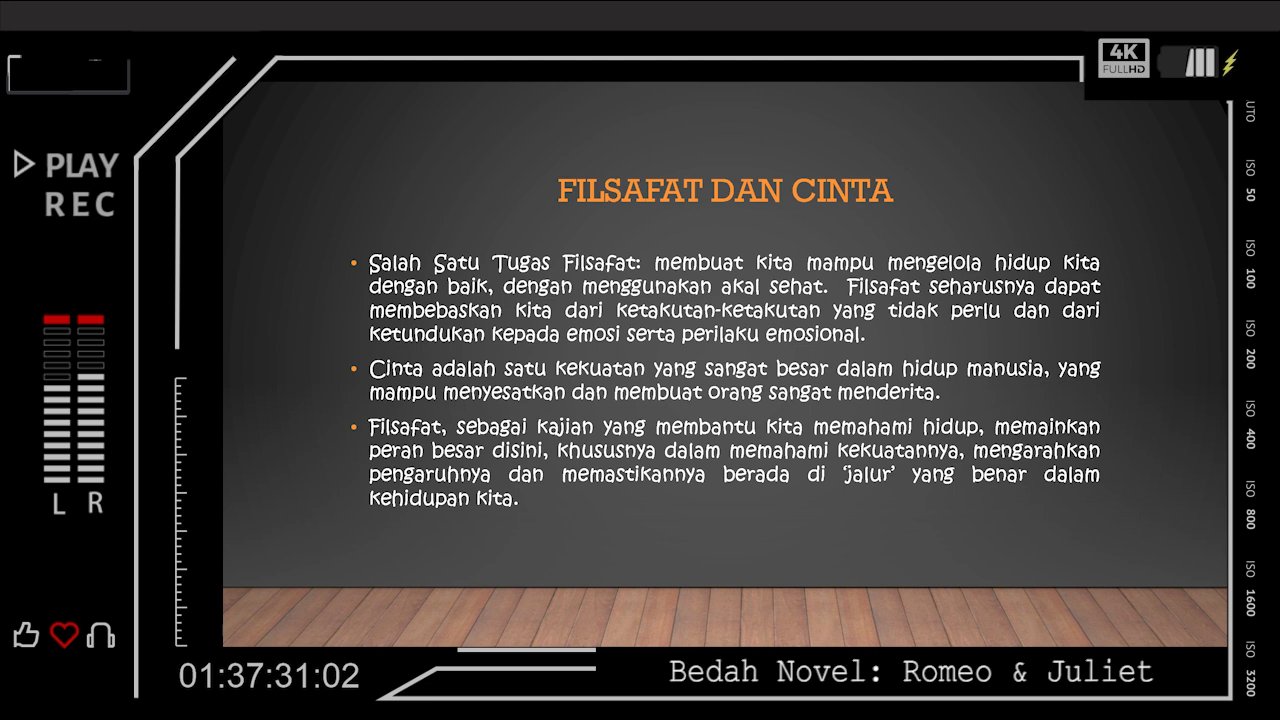 4K
FULLHD
PLAY
REC
UTO
ISO 50
ISO 100
ISO 200
ISO 400
ISO 800
ISO 1600
ISO 3200
FILSAFAT DAN CINTA
• Salah Satu Tugas Filsafat: membuat kita mampu mengelola hidup kita
dengan baik, dengan menggunakan akal sehat. Filsafat seharusnya dapat
membebaskan kita dari ketakutan-ketakutan yang tidak perlu dan dari
ketundukan kepada emosi serta perilaku emosional.
• Cinta adalah satu kekuatan yang sangat besar dalam hidup manusia, yang
mampu menyesatkan dan membuat orang sangat menderita.
• Filsafat, sebagai kajian yang membantu kita memahami hidup, memainkan
peran besar disini, khususnya dalam memahami kekuatannya, mengarahkan
pengaruhnya dan memastikannya berada di ‘jalur’ yang benar dalam
kehidupan kita.
L R
01:37:31:02
Bedah Novel: Romeo & Juliet